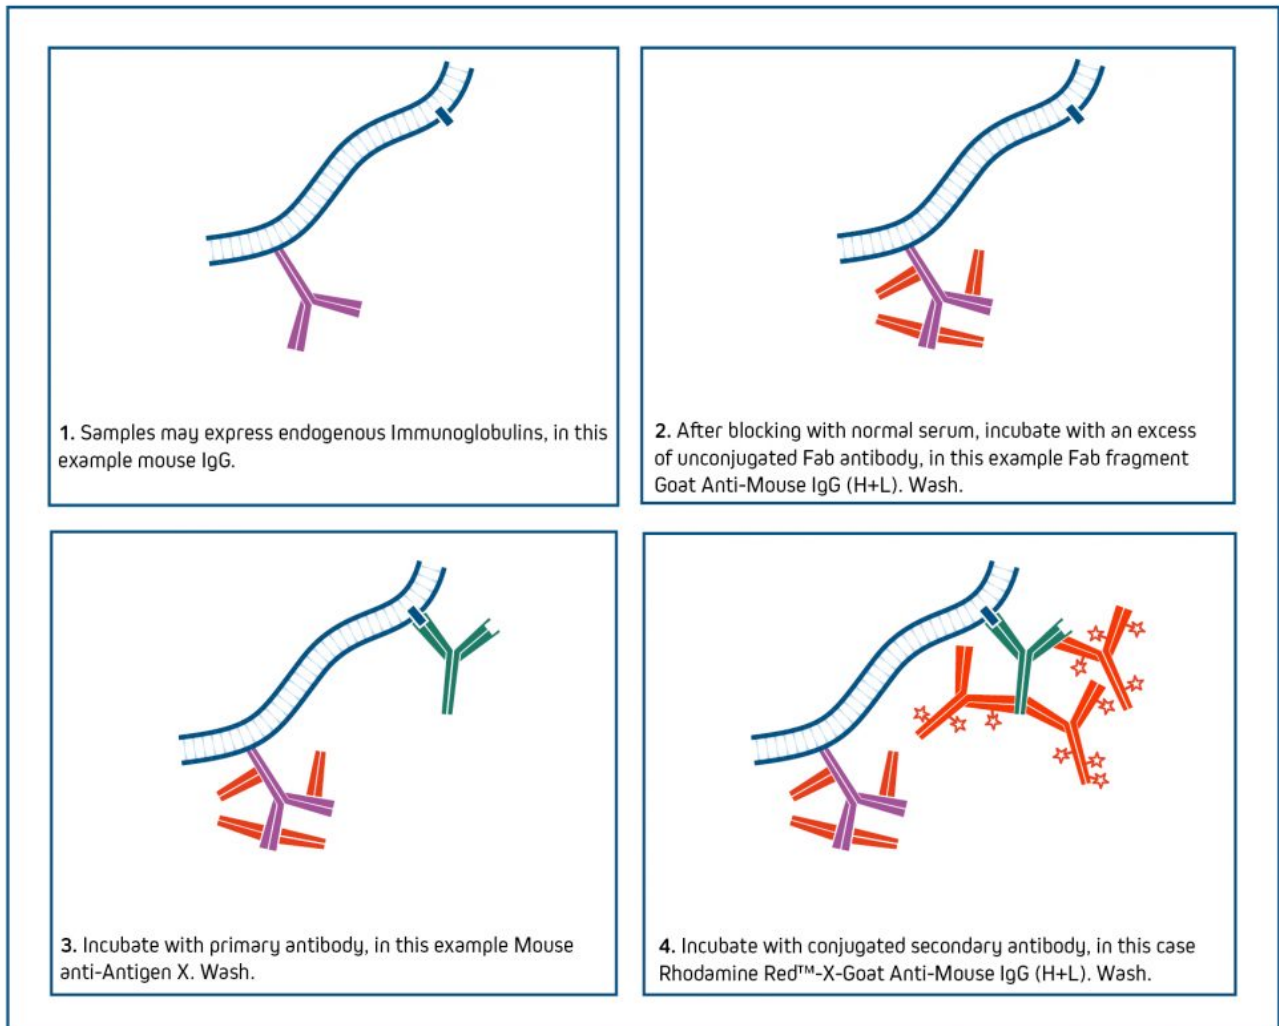 1. Samples may express endogenous Immunoglobulins, in this
example mouse IgG.
2. After blocking with normal serum, incubate with an excess
of unconjugated Fab antibody, in this example Fab fragment
Goat Anti-Mouse IgG (H+L). Wash.
3. Incubate with primary antibody, in this example Mouse
anti-Antigen X. Wash.
4. Incubate with conjugated secondary antibody, in this case
Rhodamine Red™-X-Goat Anti-Mouse IgG (H+L). Wash.